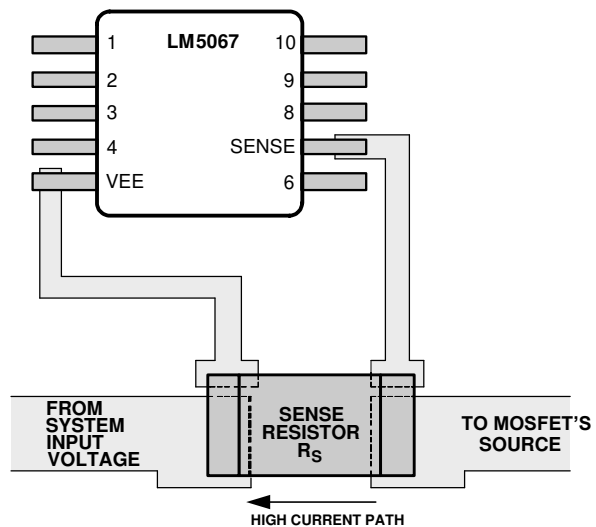 LM5067
1
10
2
9
3
8
4
SENSE
VEE
6
FROM
SYSTEM
INPUT
VOLTAGE
SENSE
RESISTOR
RS
TO MOSFET'S
SOURCE
HIGH CURRENT PATH